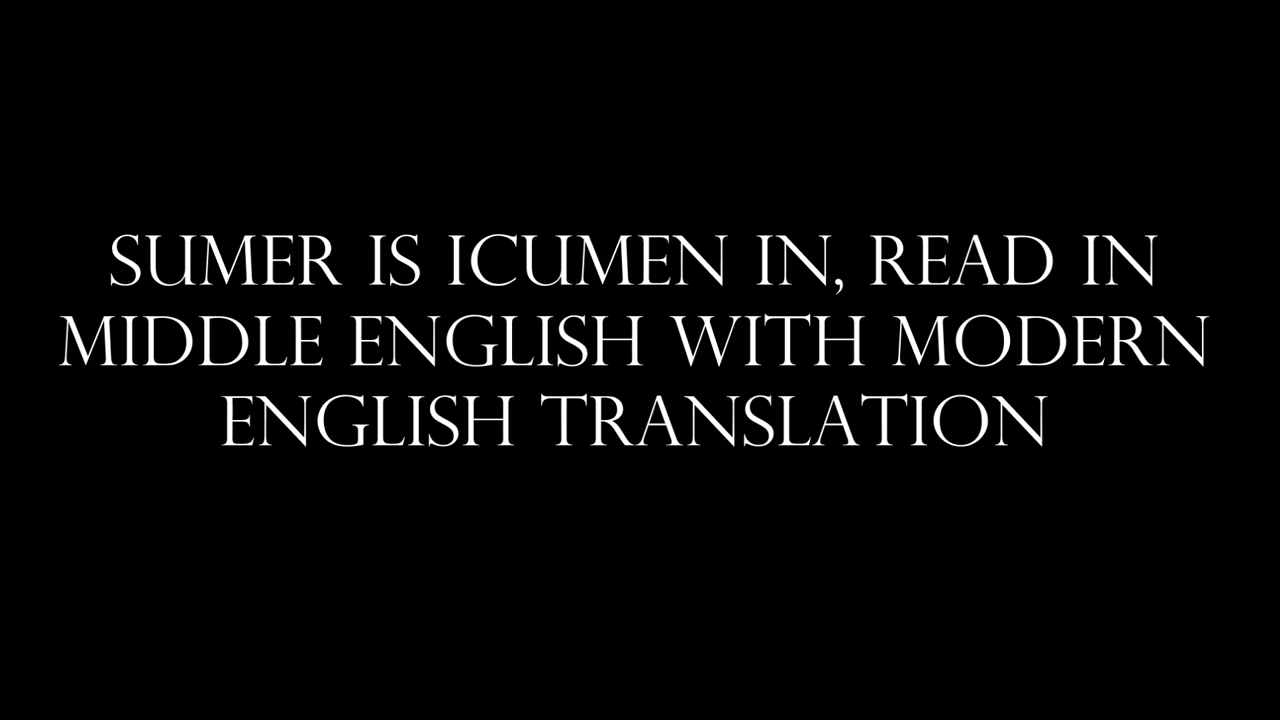 SUMER IS ICUMEN IN, READ IN
MIDDLE ENGLISH WITH MODERN
ENGLISH TRANSLATION